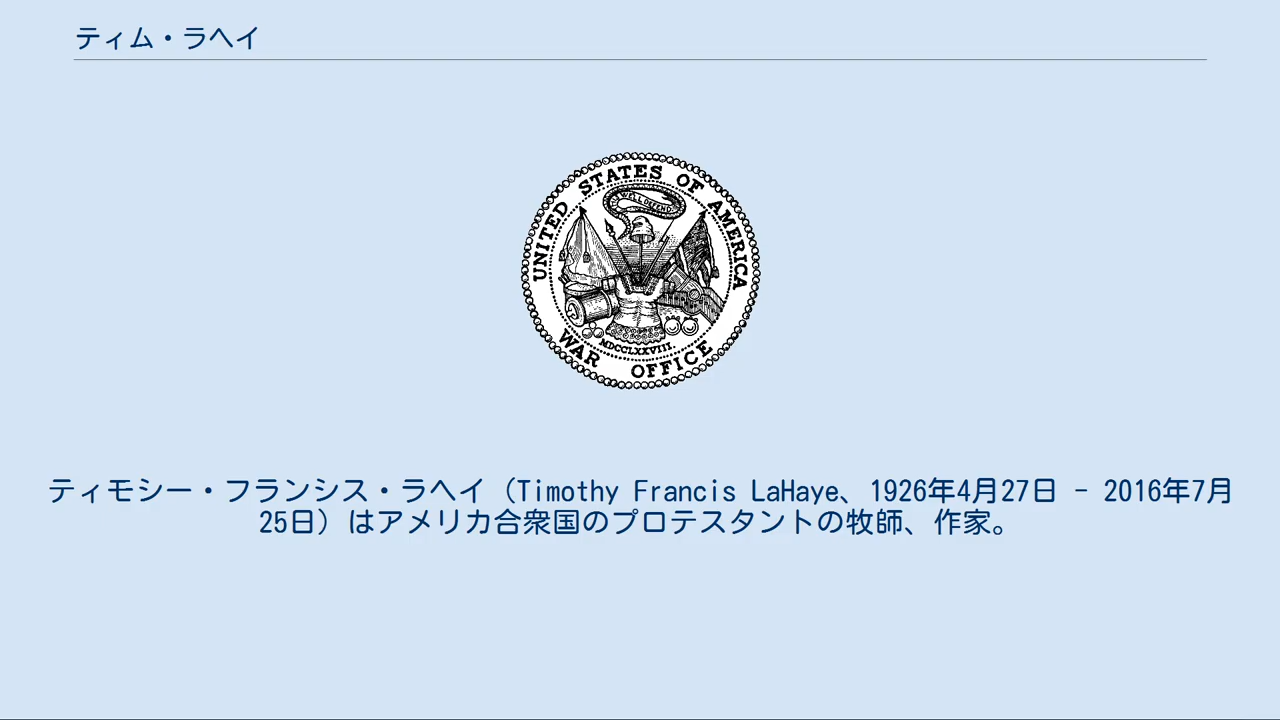 ティム・ラヘイ
UNITED STATES OF AMERICA
WE'LL DEFEND
MDCCLXXVIII.
WAR OFFICE
ティモシー・フランシス・ラヘイ（Timothy Francis LaHaye、1926年4月27日 - 2016年7月
25日）はアメリカ合衆国のプロテスタントの牧師、作家。